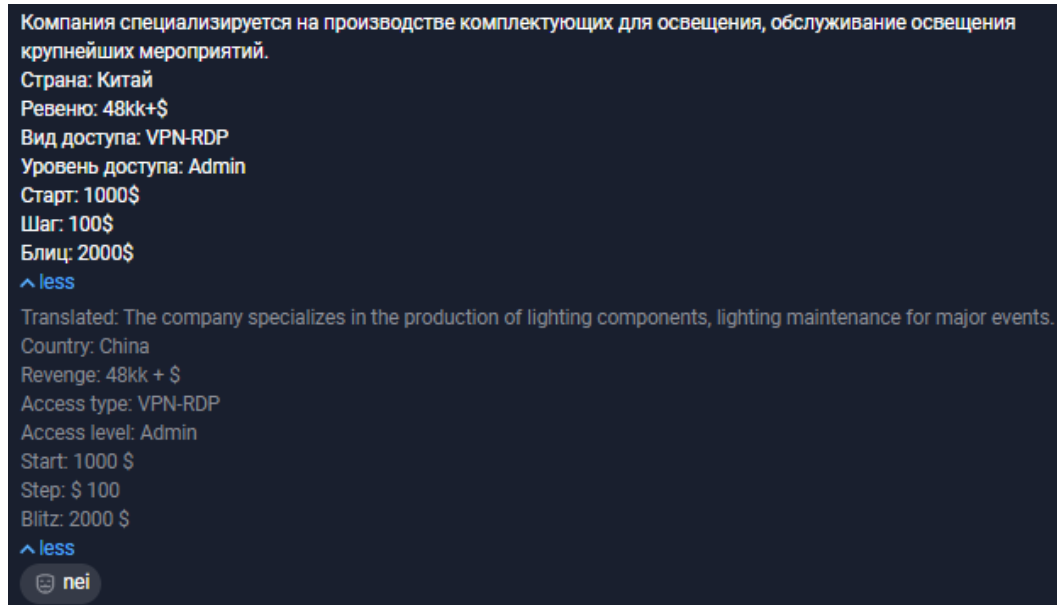 Компания специализируется на производстве комплектующих для освещения, обслуживание освещения
крупнейших мероприятий.
Страна: Китай
Ревеню: 48kk+$
Вид доступа: VPN-RDP
Уровень доступа: Admin
Старт: 1000$
Шаг: 100$
Блиц: 2000$
less
Translated: The company specializes in the production of lighting components, lighting maintenance for major events.
Country: China
Revenge: 48kk + $
Access type: VPN-RDP
Access level: Admin
Start: 1000 $
Step: $ 100
Blitz: 2000 $
less
nei